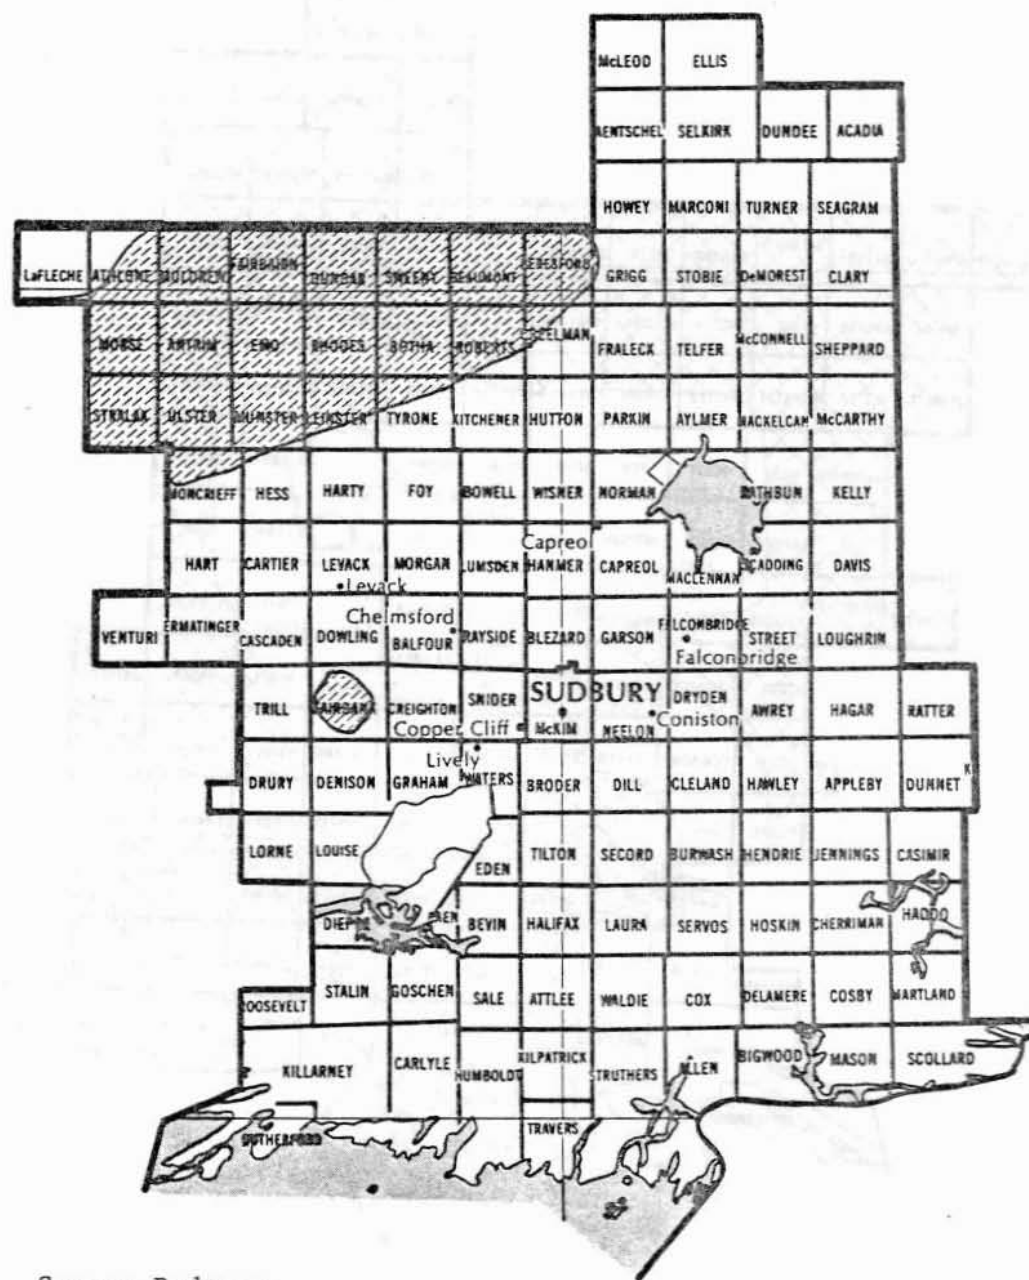 McLEOD ELLIS
SELKIRK DUNDEE ACADIA
HOWEY MARCONI TURNER SEAGRAM
LaFLECHE DUNBAR SWEENY BEAUMONT BERESFORD GRIGG STOBIE DeMOREST CLARY
MORSE ANTRIM EMO RHODES BOTHA ROBERTS FRALECK TELFER McCONNELL SHEPPARD
STRALAK ULSTER MUNSTER LEINSTER TYRONE KITCHENER HUTTON PARKIN AYLMER MACKELCAN McCARTHY
MONCRIEFF HESS HARTY FOY BOWELL WISNER NORMAN RATHBUN KELLY
Capreol
HART CARTIER LEVACK MORGAN LUMSDEN HANMER CAPREOL MACLENNAN SCADDING DAVIS
Levack
Chelmsford
VENTURI ERMATINGER CASCADEN DOWLING BALFOUR RAYSIDE BLEZARD GARSON FALCONBRIDGE STREET LOUGHRIN
Falconbridge
SUDBURY
TRILL FAIRBANK CREIGHTON SNIDER McKIM NEELON DRYDEN AWREY HAGAR RATTER
Copper Cliff Coniston
Lively
DRURY DENISON GRAHAM WATERS BRODER DILL CLELAND HAWLEY APPLEBY DUNNET K
LORNE LOUISE EDEN TILTON SECORD BURWASH HENDRIE JENNINGS CASIMIR
DIEPPE BEVIN HALIFAX LAURA SERVOS HOSKIN CHERRIMAN HADDO
ROOSEVELT STALIN GOSCHEN SALE ATTLEE WALDIE COX DELAMERE COSBY MARTLAND
KILLARNEY CARLYLE HUMBOLDT KILPATRICK STRUTHERS ALLEN BIGWOOD MASON SCOLLARD
RUTHERFORD TRAVERS